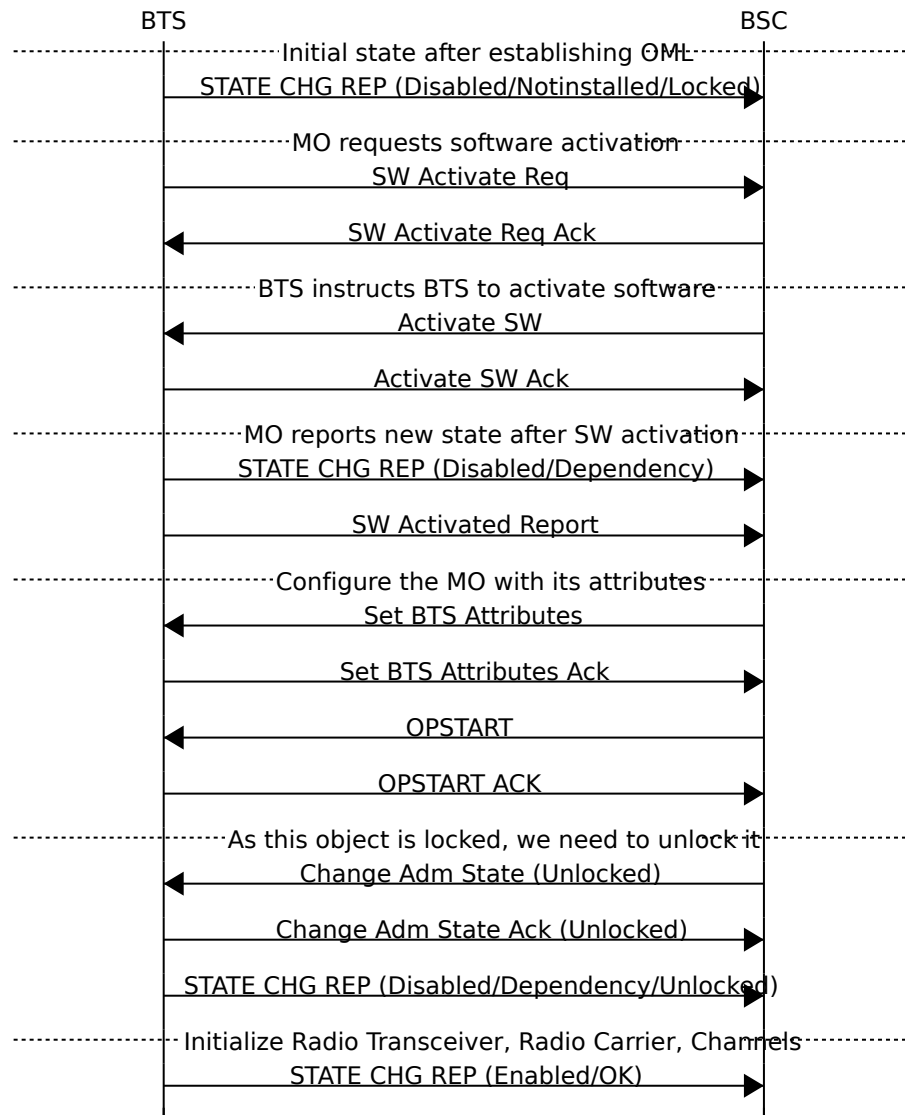 BTS BSC
Initial state after establishing OML
STATE CHG REP (Disabled/Notinstalled/Locked)
MO requests software activation
SW Activate Req
SW Activate Req Ack
BTS instructs BTS to activate software
Activate SW
Activate SW Ack
MO reports new state after SW activation
STATE CHG REP (Disabled/Dependency)
SW Activated Report
Configure the MO with its attributes
Set BTS Attributes
Set BTS Attributes Ack
OPSTART
OPSTART ACK
As this object is locked, we need to unlock it
Change Adm State (Unlocked)
Change Adm State Ack (Unlocked)
STATE CHG REP (Disabled/Dependency/Unlocked)
Initialize Radio Transceiver, Radio Carrier, Channels
STATE CHG REP (Enabled/OK)